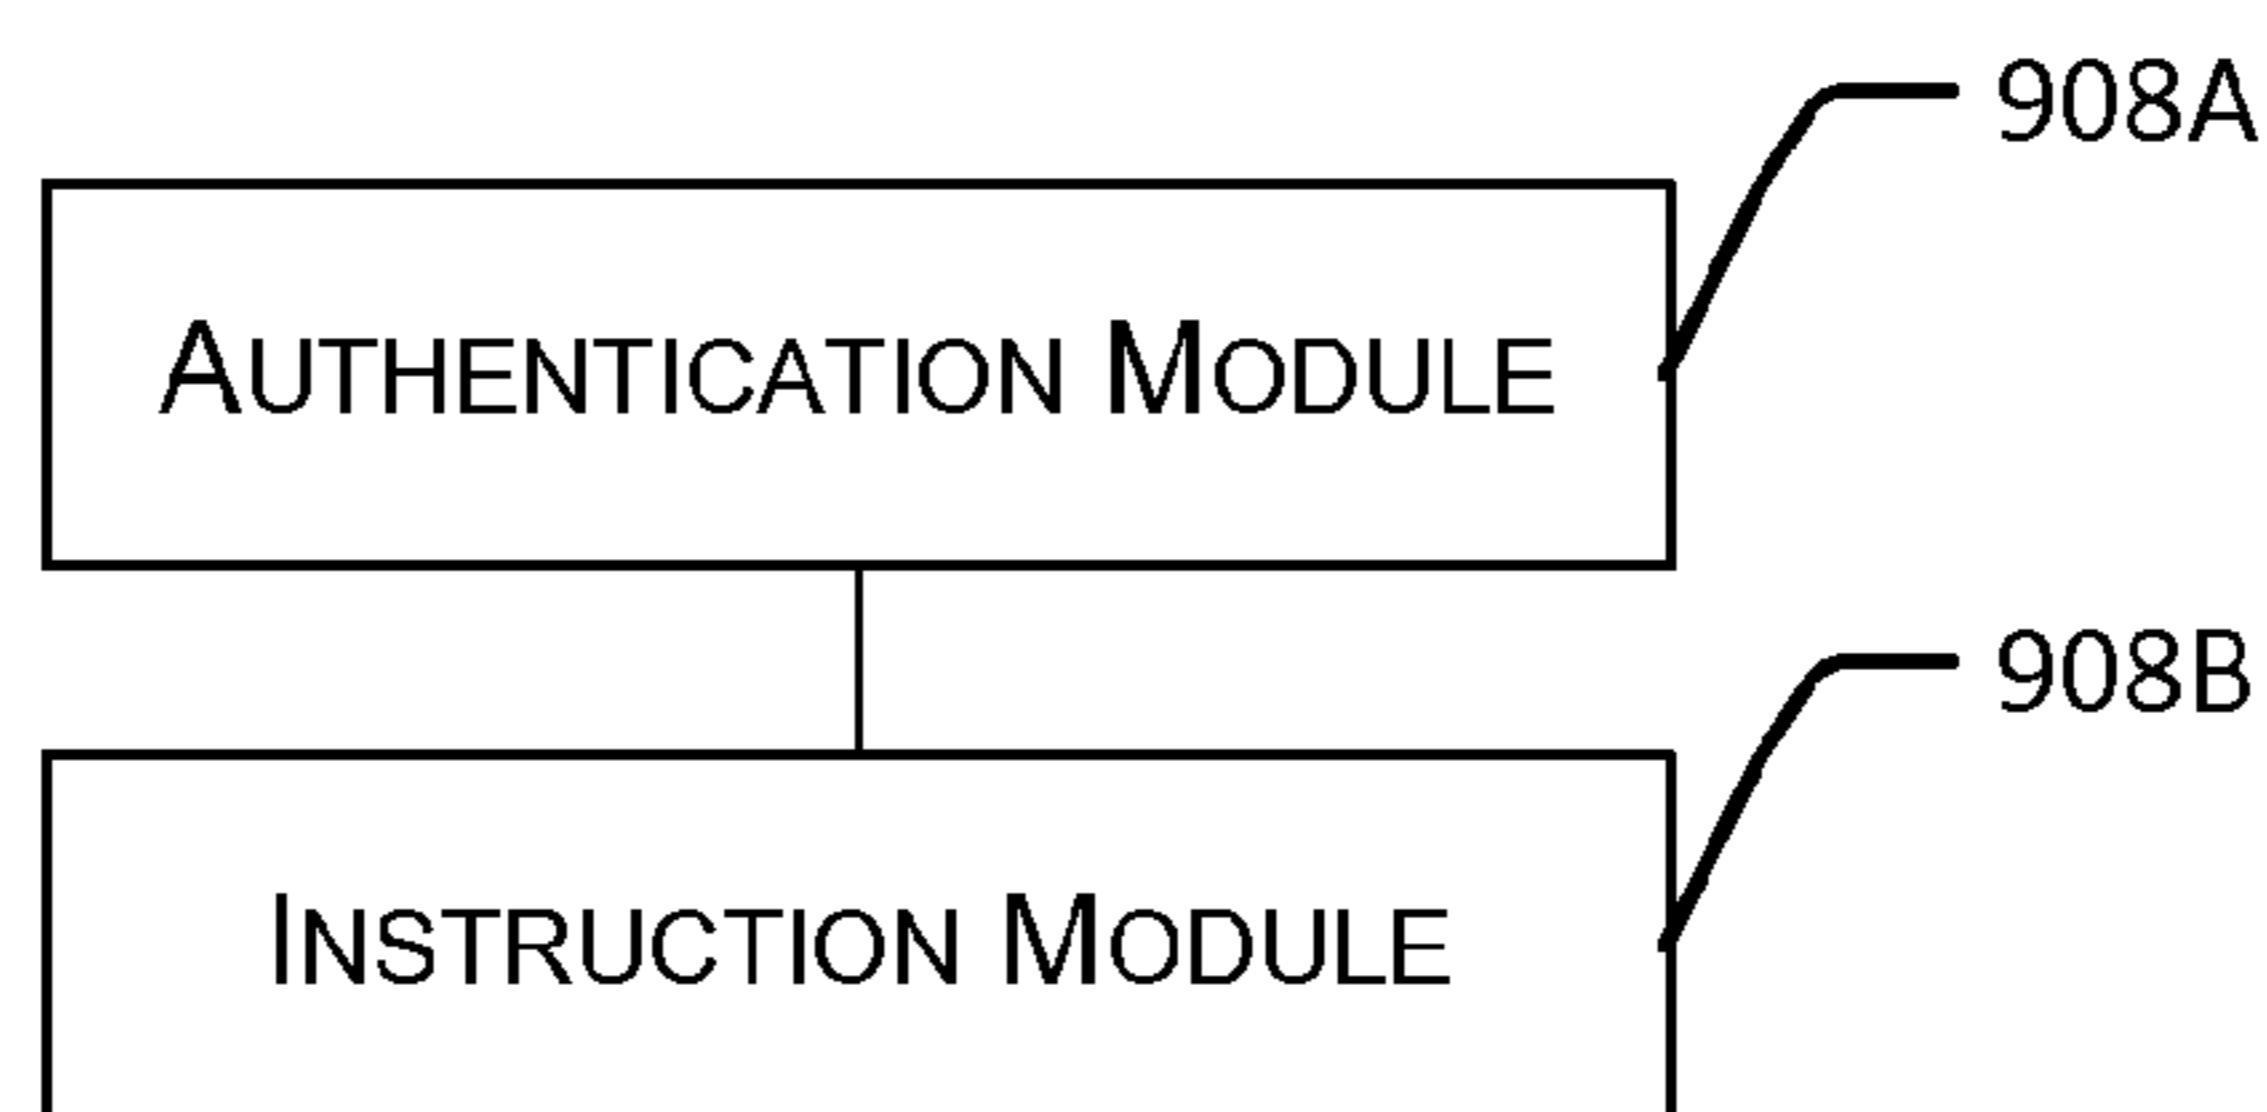 908A
AUTHENTICATION MODULE
908B
INSTRUCTION MODULE